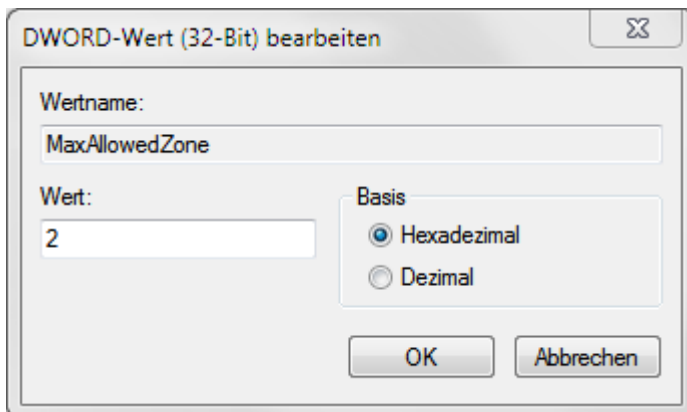 DWORD-Wert (32-Bit) bearbeiten
Wertname:
MaxAllowedZone
Wert:
2
Basis
Hexadezimal
Dezimal
OK
Abbrechen